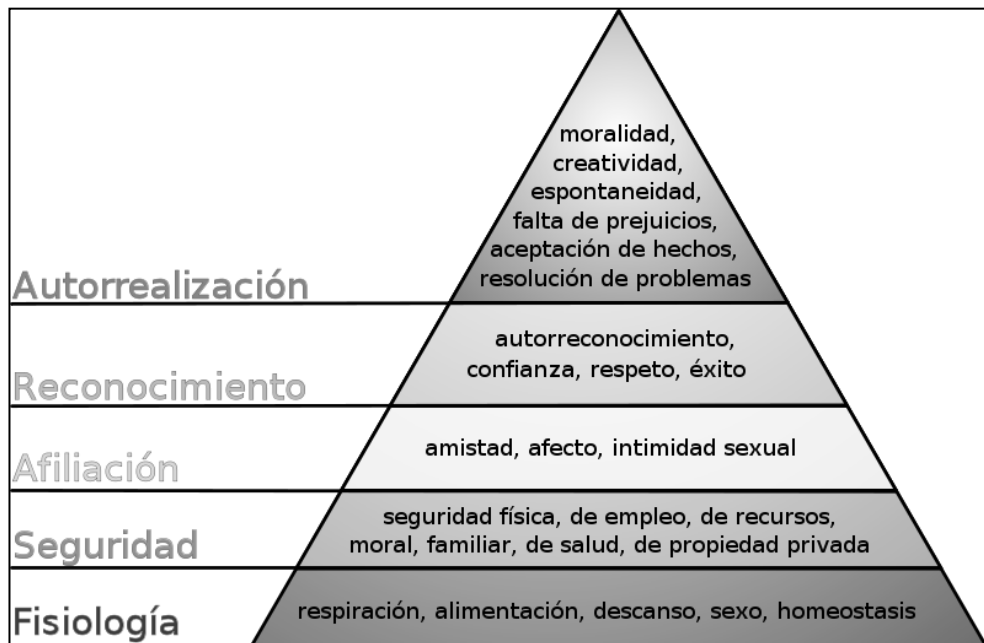 moralidad,
creatividad,
espontaneidad,
falta de prejuicios,
aceptación de hechos,
resolución de problemas
Autorrealización
autorreconocimiento,
confianza, respeto, éxito
Reconocimiento
amistad, afecto, intimidad sexual
Afiliación
seguridad física, de empleo, de recursos,
moral, familiar, de salud, de propiedad privada
Seguridad
respiración, alimentación, descanso, sexo, homeostasis
Fisiología